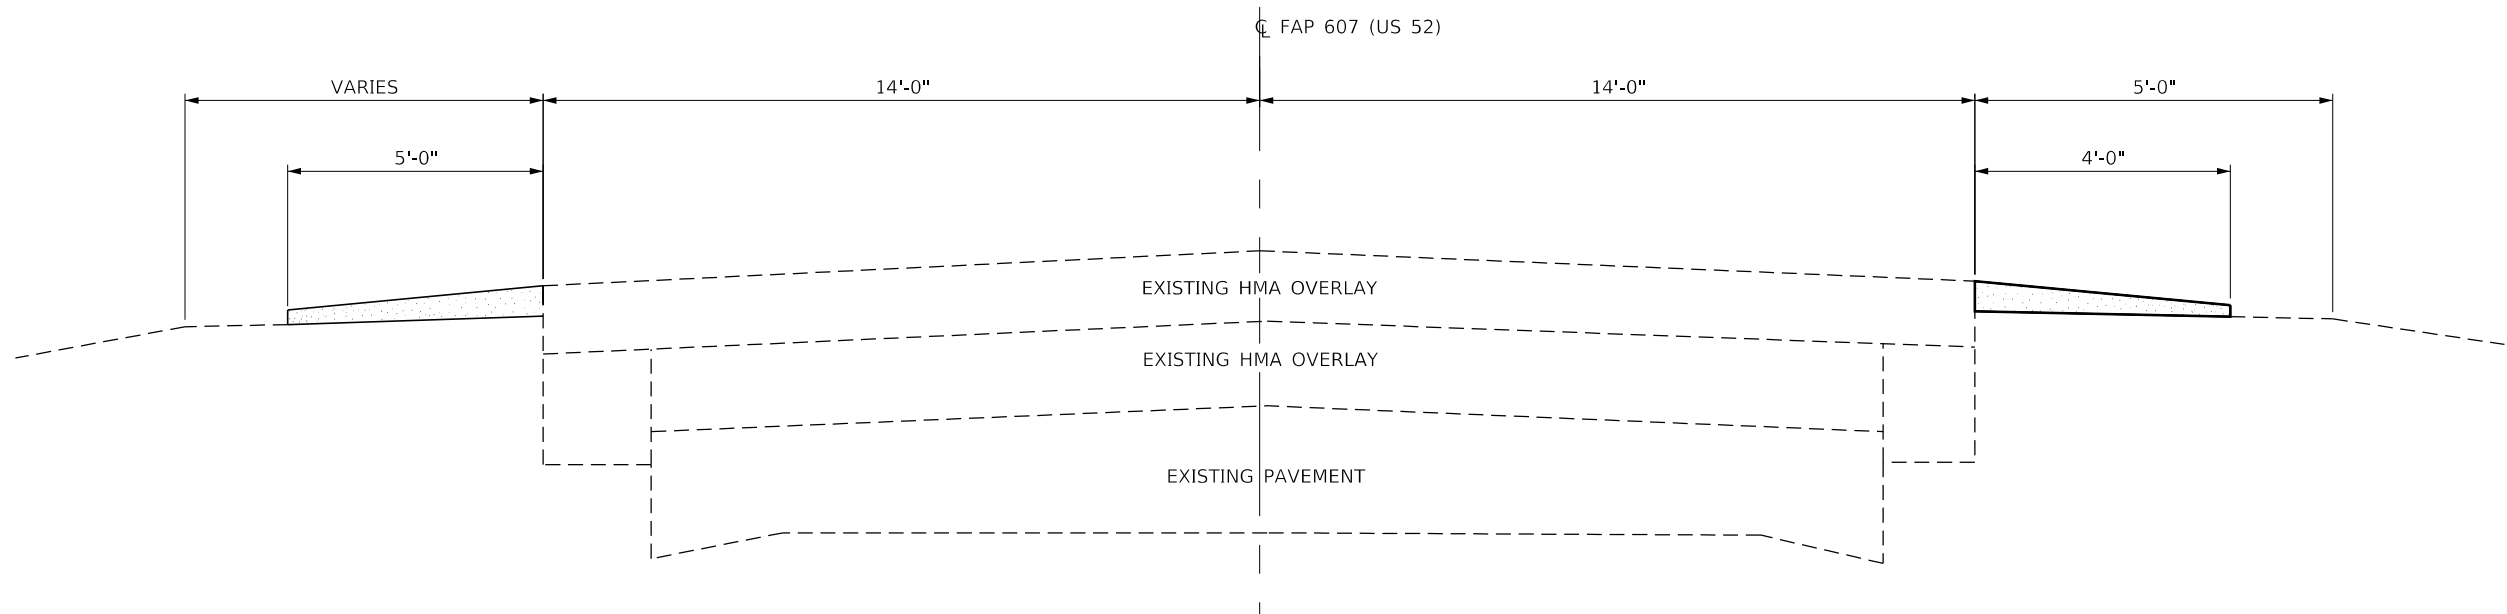 ℄ FAP 607 (US 52)
VARIES
14'-0"
14'-0"
5'-0"
5'-0"
4'-0"
EXISTING HMA OVERLAY
EXISTING HMA OVERLAY
EXISTING PAVEMENT